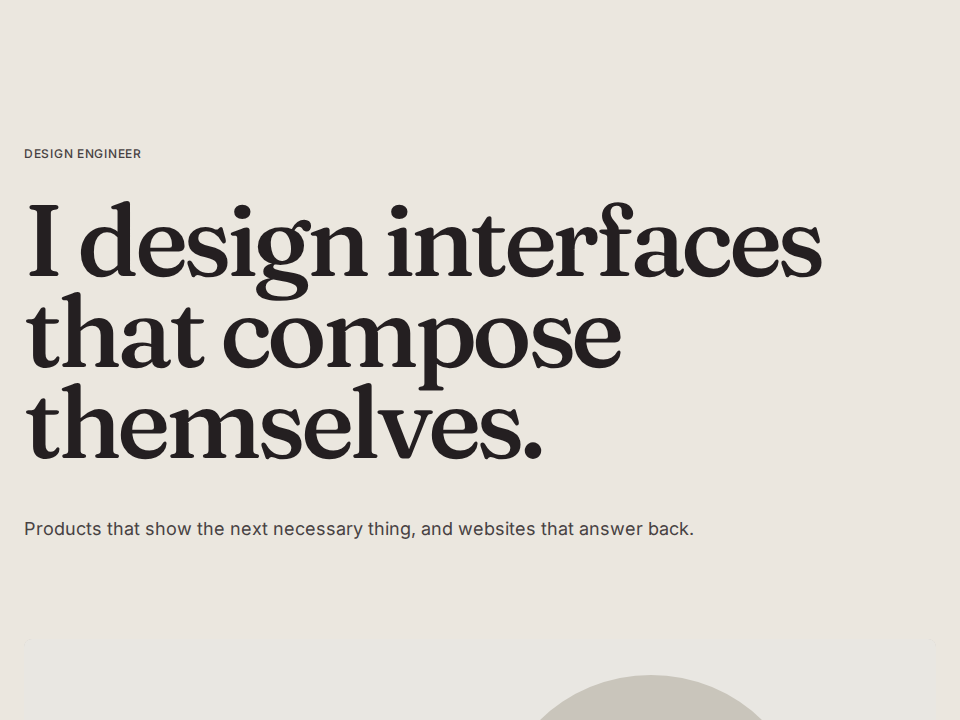 DESIGN ENGINEER
I design interfaces
that compose
themselves.
Products that show the next necessary thing, and websites that answer back.